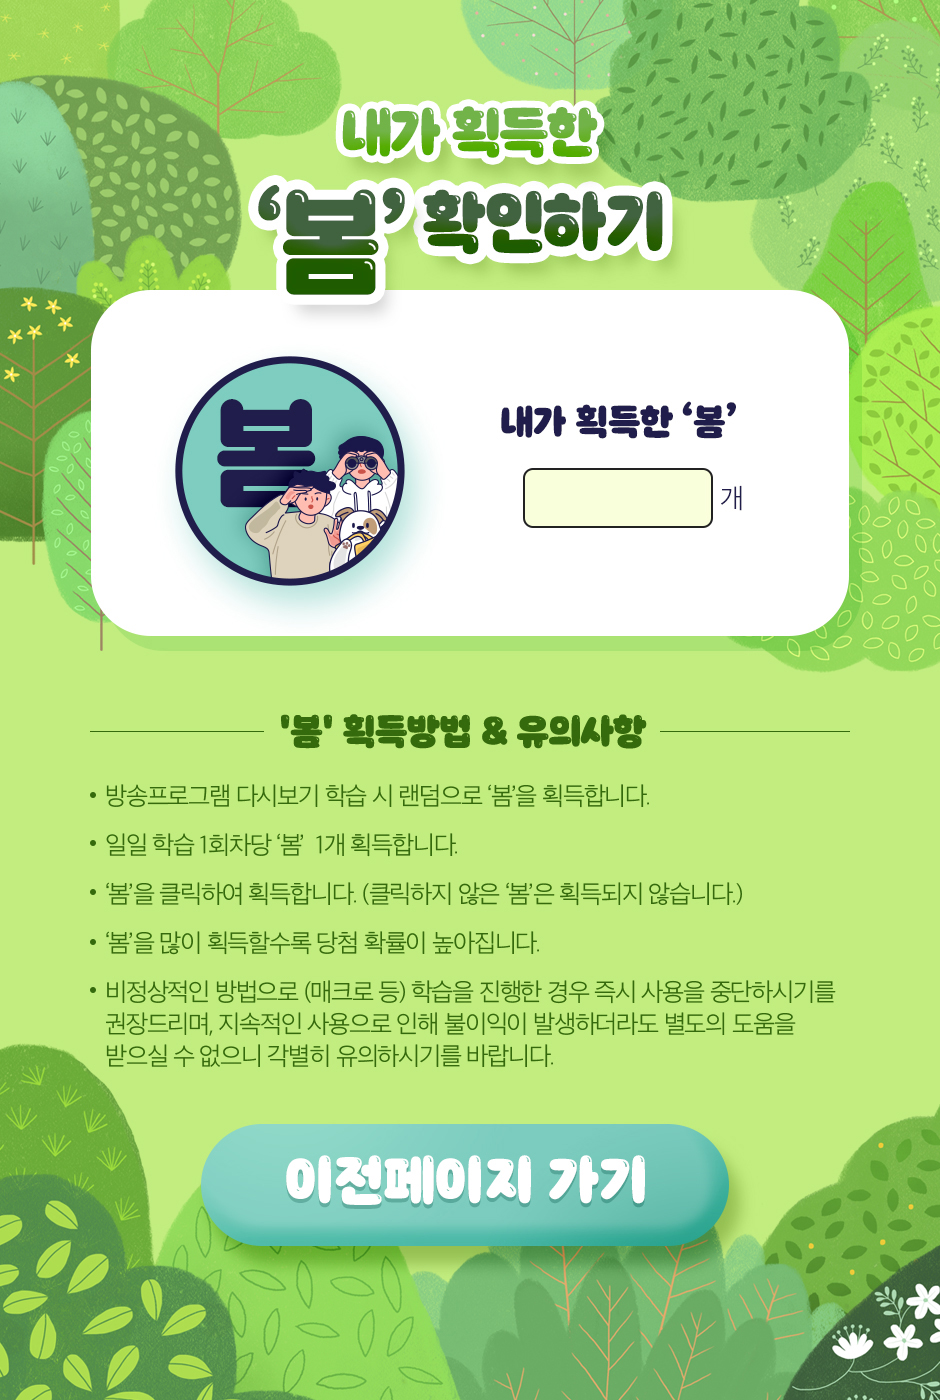 내가 획득한
‘봄’ 확인하기
봄
내가 획득한 ‘봄’
개
'봄' 획득방법 & 유의사항
• 방송프로그램 다시보기 학습 시 랜덤으로 ‘봄’을 획득합니다.
• 일일 학습 1회차당 ‘봄’ 1개 획득합니다.
• ‘봄’을 클릭하여 획득합니다. (클릭하지 않은 ‘봄’은 획득되지 않습니다.)
• ‘봄’을 많이 획득할수록 당첨 확률이 높아집니다.
• 비정상적인 방법으로 (매크로 등) 학습을 진행한 경우 즉시 사용을 중단하시기를
권장드리며, 지속적인 사용으로 인해 불이익이 발생하더라도 별도의 도움을
받으실 수 없으니 각별히 유의하시기를 바랍니다.
이전페이지 가기